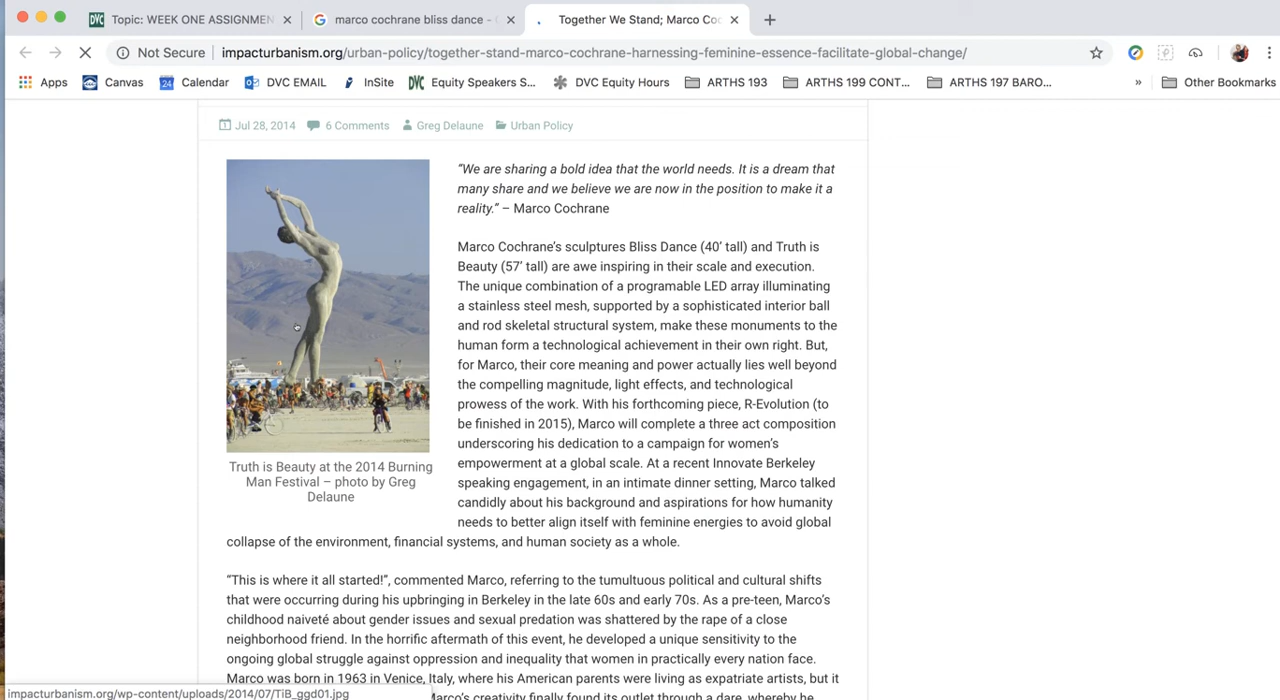 Topic: WEEK ONE ASSIGNMEN
marco cochrane bliss dance -
Together We Stand; Marco Coc
Not Secure
impacturbanism.org/urban-policy/together-stand-marco-cochrane-harnessing-feminine-essence-facilitate-global-change/
Apps
Canvas
Calendar
DVC EMAIL
InSite
Equity Speakers S...
DVC Equity Hours
ARTHS 193
ARTHS 199 CONT...
ARTHS 197 BARO...
»
Other Bookmarks
Jul 28, 2014
6 Comments
Greg Delaune
Urban Policy
“We are sharing a bold idea that the world needs. It is a dream that
many share and we believe we are now in the position to make it a
reality.” – Marco Cochrane
Marco Cochrane’s sculptures Bliss Dance (40’ tall) and Truth is
Beauty (57’ tall) are awe inspiring in their scale and execution.
The unique combination of a programable LED array illuminating
a stainless steel mesh, supported by a sophisticated interior ball
and rod skeletal structural system, make these monuments to the
human form a technological achievement in their own right. But,
for Marco, their core meaning and power actually lies well beyond
the compelling magnitude, light effects, and technological
prowess of the work. With his forthcoming piece, R-Evolution (to
be finished in 2015), Marco will complete a three act composition
underscoring his dedication to a campaign for women’s
empowerment at a global scale. At a recent Innovate Berkeley
speaking engagement, in an intimate dinner setting, Marco talked
candidly about his background and aspirations for how humanity
needs to better align itself with feminine energies to avoid global
collapse of the environment, financial systems, and human society as a whole.
Truth is Beauty at the 2014 Burning
Man Festival – photo by Greg
Delaune
“This is where it all started!”, commented Marco, referring to the tumultuous political and cultural shifts
that were occurring during his upbringing in Berkeley in the late 60s and early 70s. As a pre-teen, Marco’s
childhood naiveté about gender issues and sexual predation was shattered by the rape of a close
neighborhood friend. In the horrific aftermath of this event, he developed a unique sensitivity to the
ongoing global struggle against oppression and inequality that women in practically every nation face.
Marco was born in 1963 in Venice, Italy, where his American parents were living as expatriate artists, but it
Marco’s creativity finally found its outlet through a dare, whereby he
impacturbanism.org/wp-content/uploads/2014/07/TiB_ggd01.jpg